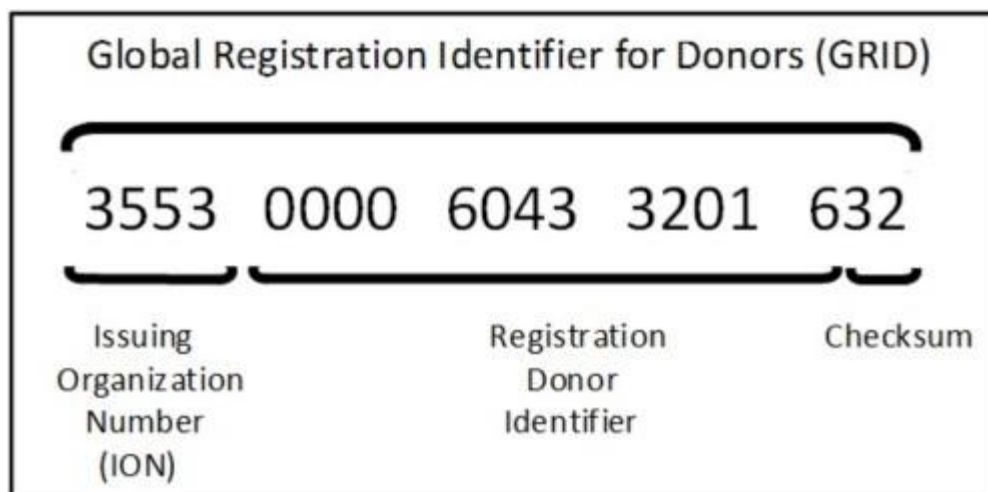 Global Registration Identifier for Donors (GRID)
3553 0000 6043 3201 632
Issuing
Organization
Number
(ION)
Registration
Donor
Identifier
Checksum